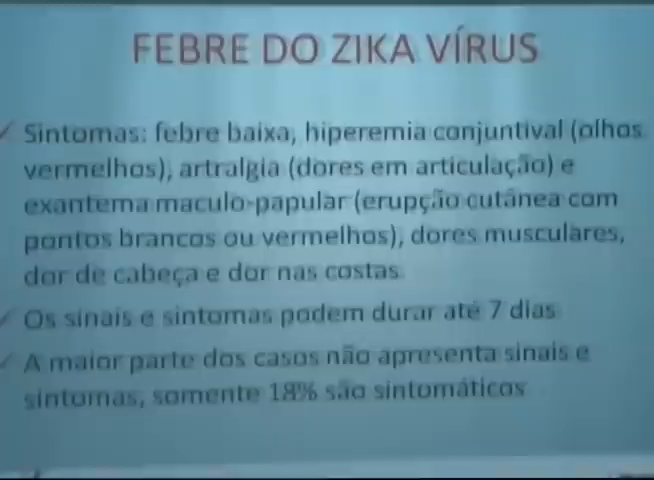 FEBRE DO ZIKA VÍRUS
✓ Sintomas: febre baixa, hiperemia conjuntival (olhos
vermelhos), artralgia (dores em articulação) e
exantema maculo-papular (erupção cutânea com
pontos brancos ou vermelhos), dores musculares,
dor de cabeça e dor nas costas.
✓ Os sinais e sintomas podem durar até 7 dias
✓ A maior parte dos casos não apresenta sinais e
sintomas, somente 18% são sintomáticos